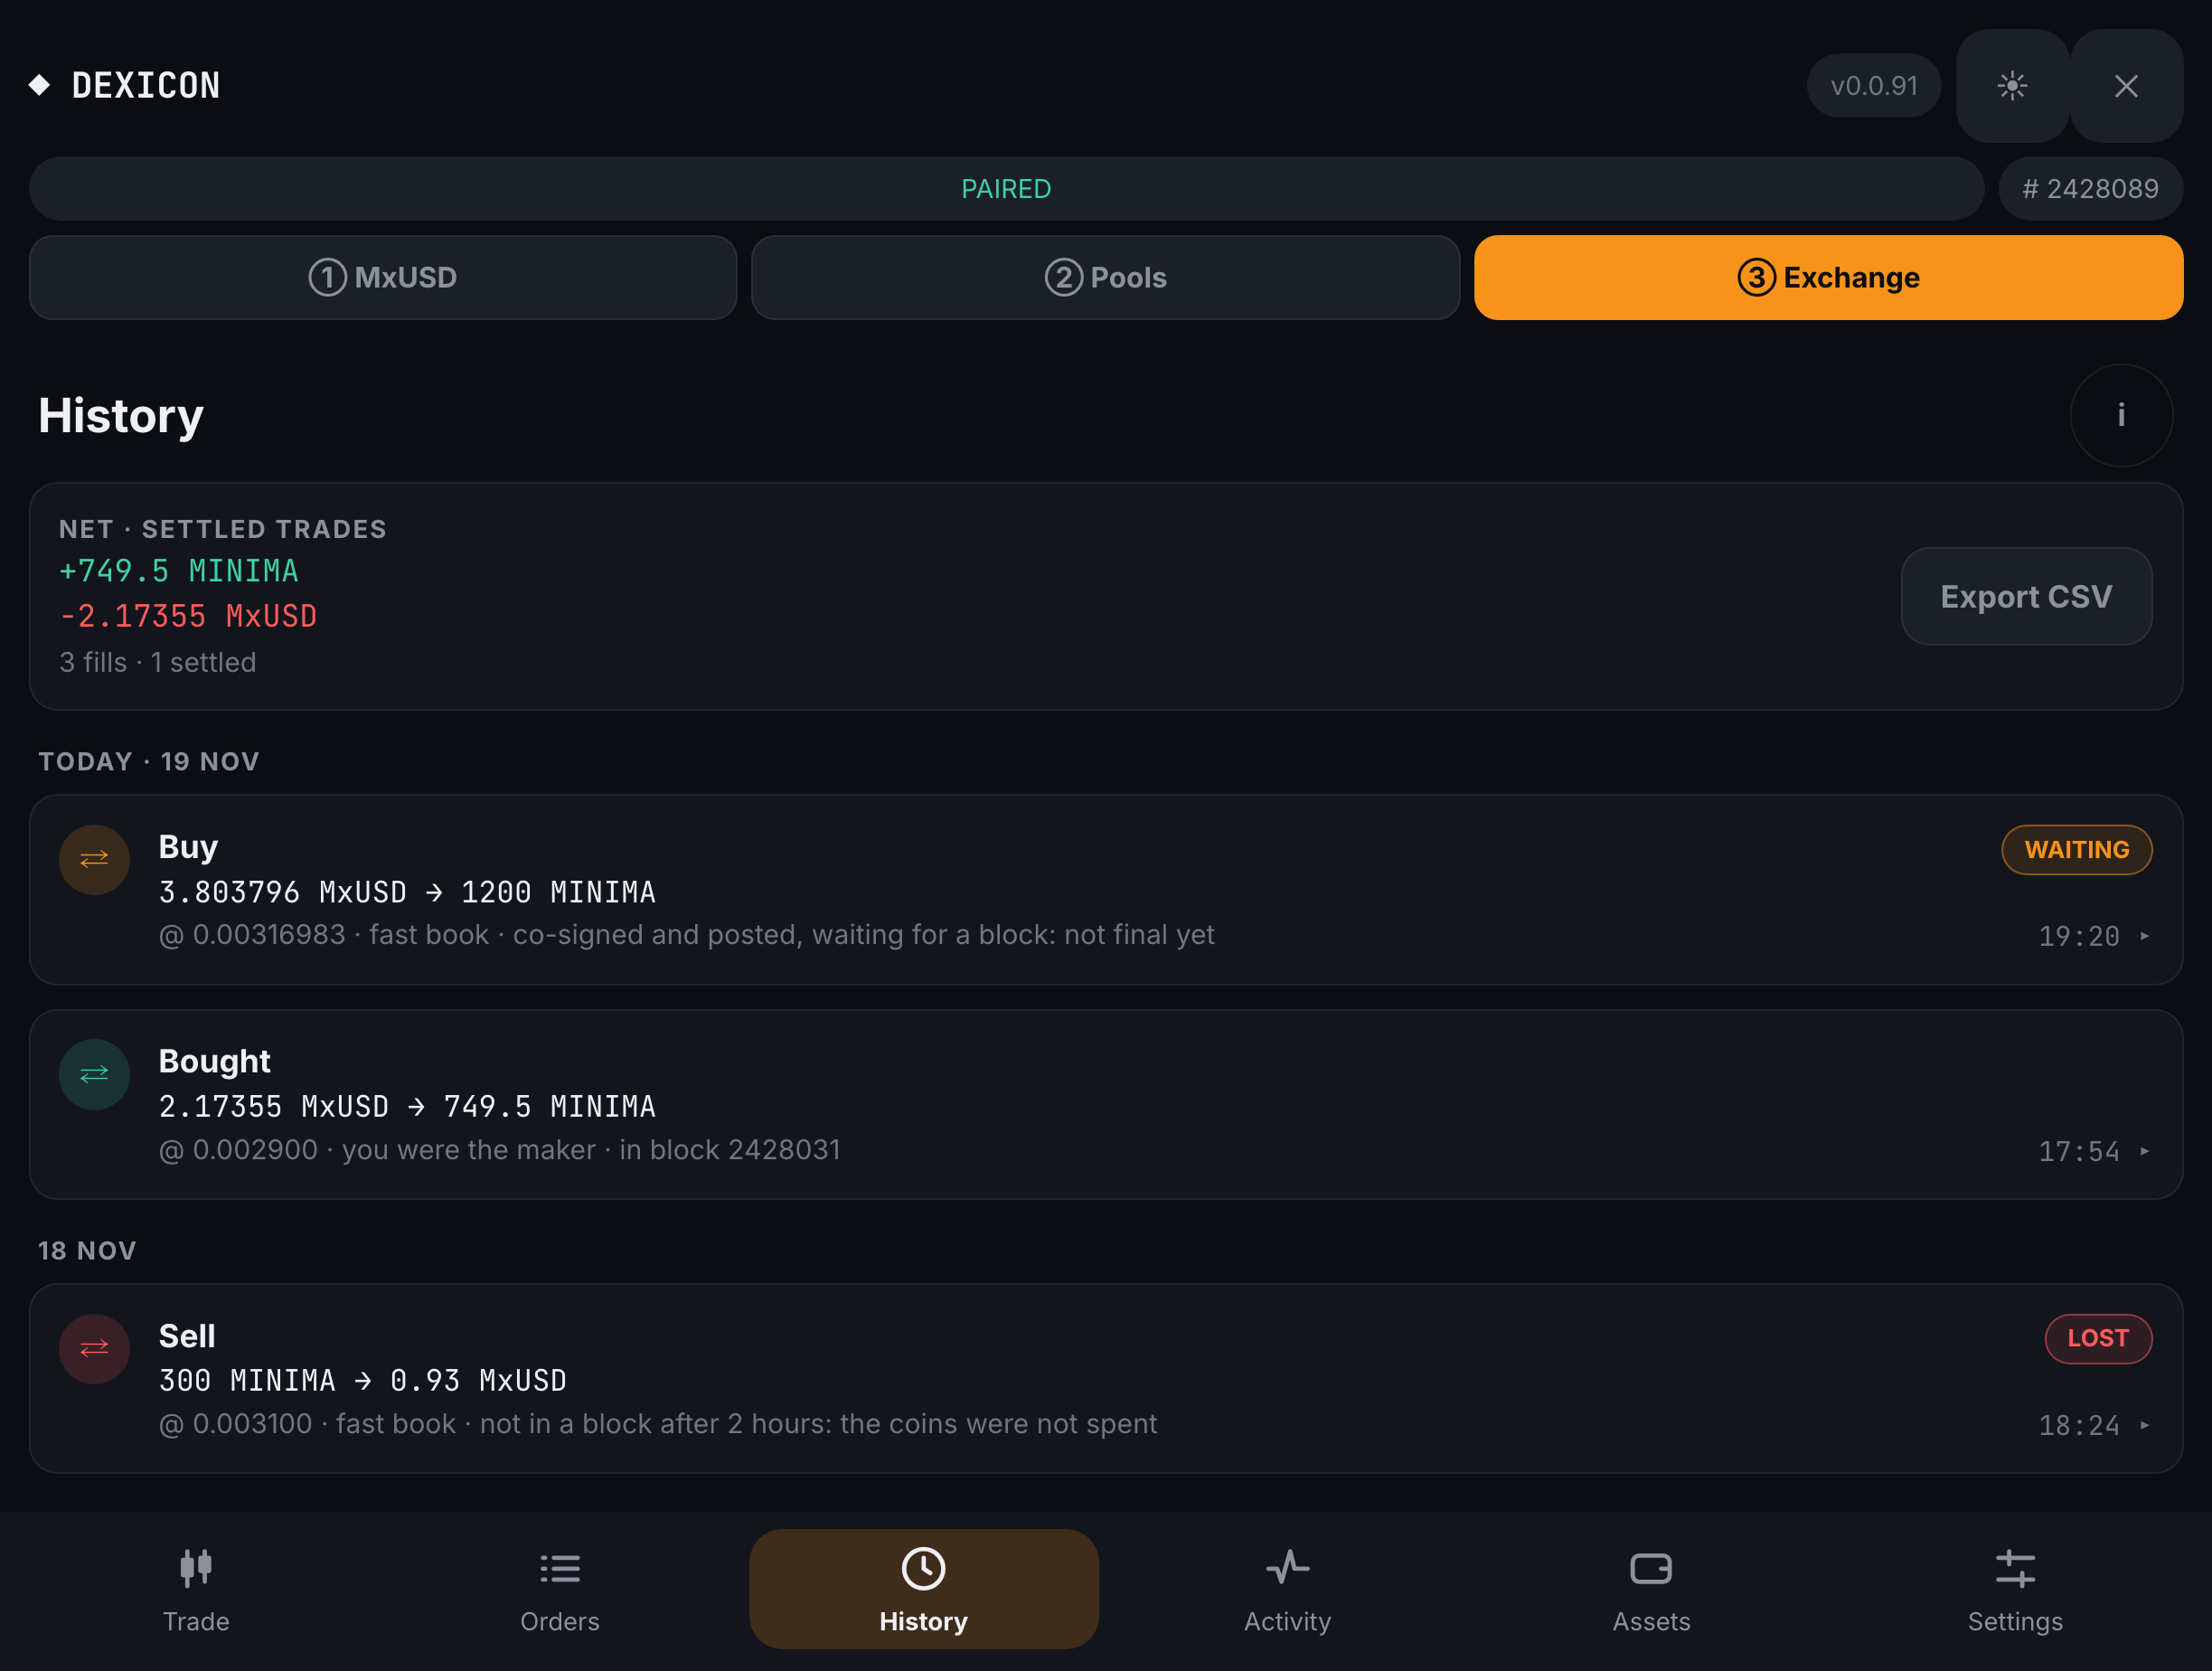 ◆ DEXICON
v0.0.91
PAIRED
# 2428089
① MxUSD
② Pools
③ Exchange
History
i
NET · SETTLED TRADES
+749.5 MINIMA
-2.17355 MxUSD
3 fills · 1 settled
Export CSV
TODAY · 19 NOV
Buy
WAITING
3.803796 MxUSD → 1200 MINIMA
@ 0.00316983 · fast book · co-signed and posted, waiting for a block: not final yet
19:20 ▸
Bought
2.17355 MxUSD → 749.5 MINIMA
@ 0.002900 · you were the maker · in block 2428031
17:54 ▸
18 NOV
Sell
LOST
300 MINIMA → 0.93 MxUSD
@ 0.003100 · fast book · not in a block after 2 hours: the coins were not spent
18:24 ▸
Trade
Orders
History
Activity
Assets
Settings